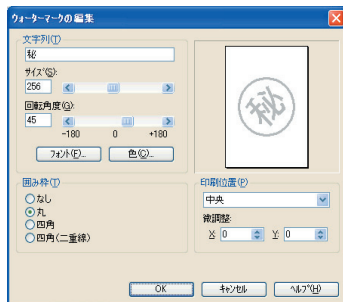 ウォーターマークの編集
文字列(T)
秘
サイズ(S):
256
回転角度(G):
45
-180 0 +180
フォント(F)... 色(C)...
囲み枠(T)
なし
丸
四角
四角(二重線)
秘
印刷位置(P)
中央
微調整:
X: 0 Y: 0
OK キャンセル ヘルプ(H)